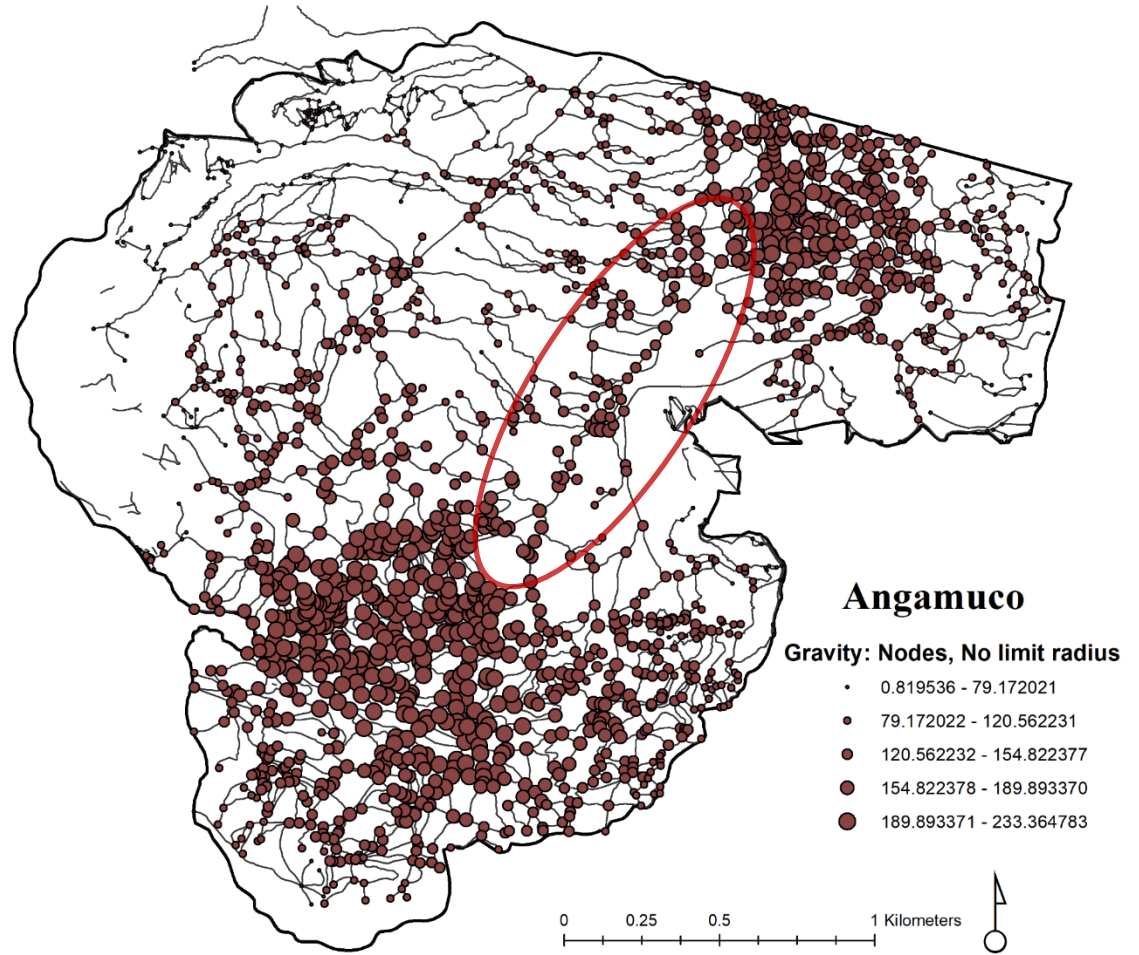 Angamuco
Gravity: Nodes, No limit radius
0.819536 - 79.172021
79.172022 - 120.562231
120.562232 - 154.822377
154.822378 - 189.893370
189.893371 - 233.364783
0 0.25 0.5 1 Kilometers